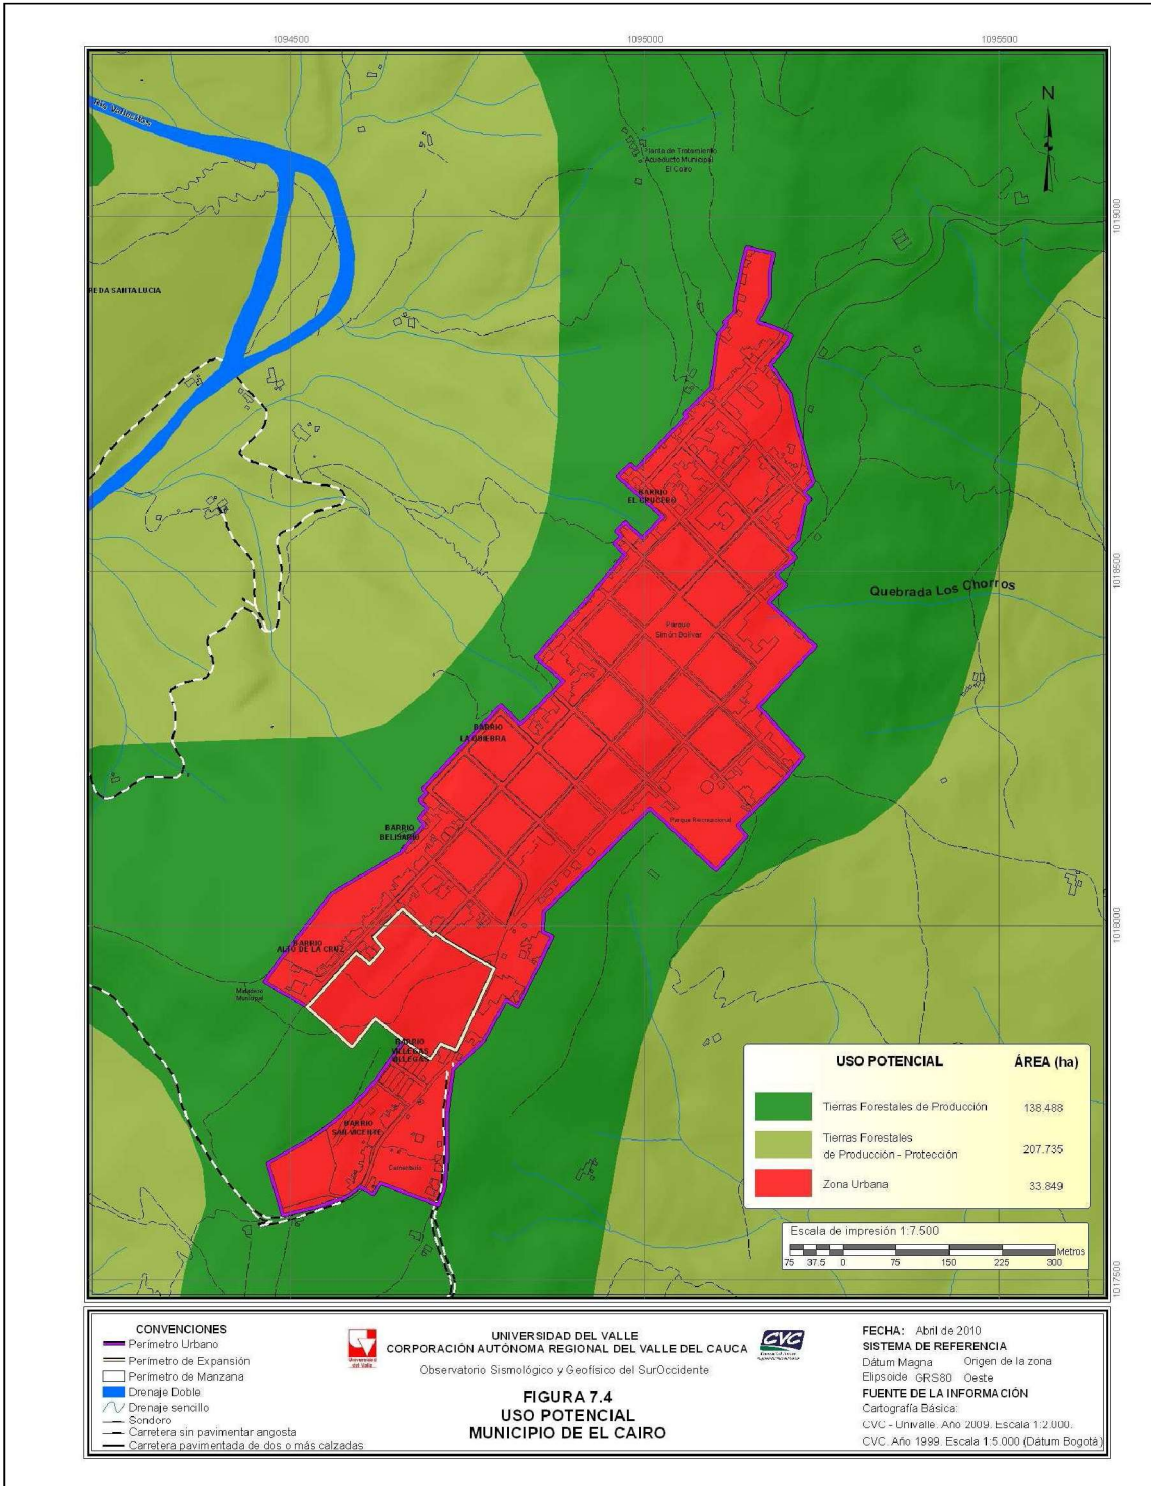 1094500
1095000
1095500
N
Planta de Tratamiento
Acueducto Municipal
El Cairo
1019000
REDA SANTA LUCIA
BARRIO
EL CRUCERO
1018500
Quebrada Los Chorros
Parque
Simón Bolívar
BARRIO
LA QUIEBRA
Parque Recreacional
BARRIO
BELISARIO
1018000
BARRIO
ALTO DE LA CRUZ
Matadero
Municipal
BARRIO
VILLEGAS
BARRIO
SAN VICENTE
Cementerio
1017500
USO POTENCIAL ÁREA (ha)
Tierras Forestales de Producción 138.488
Tierras Forestales
de Producción - Protección 207.735
Zona Urbana 33.849
Escala de impresión 1:7.500
75 37.5 0 75 150 225 300 Metros
CONVENCIONES
Perímetro Urbano
Perímetro de Expansión
Perímetro de Manzana
Drenaje Doble
Drenaje sencillo
Sendero
Carretera sin pavimentar angosta
Carretera pavimentada de dos o más calzadas
Universidad
del Valle
UNIVERSIDAD DEL VALLE
CORPORACIÓN AUTÓNOMA REGIONAL DEL VALLE DEL CAUCA
Observatorio Sismológico y Geofísico del SurOccidente
FIGURA 7.4
USO POTENCIAL
MUNICIPIO DE EL CAIRO
CVC
FECHA: Abril de 2010
SISTEMA DE REFERENCIA
Dátum Magna Origen de la zona
Elipsoide GRS80 Oeste
FUENTE DE LA INFORMACIÓN
Cartografía Básica:
CVC - Univalle. Año 2009. Escala 1:2.000.
CVC. Año 1999. Escala 1:5.000 (Dátum Bogotá)